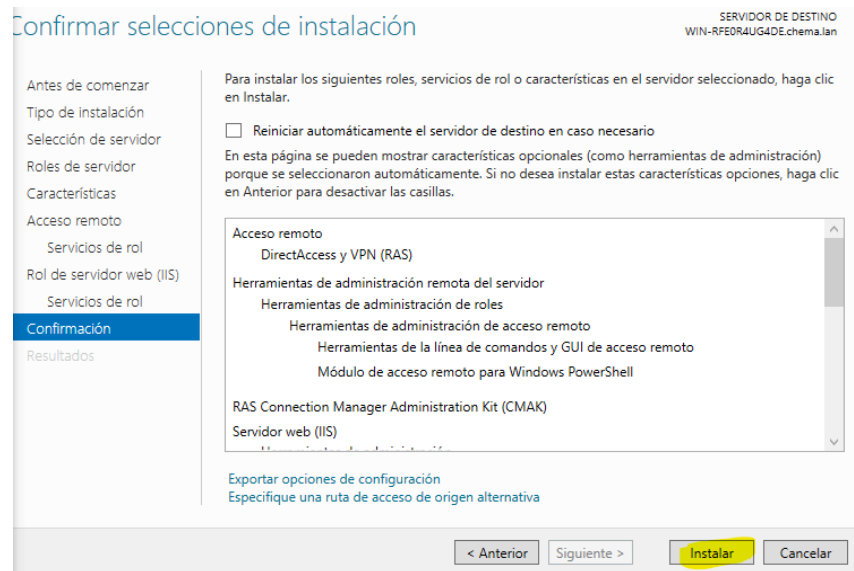 Confirmar selecciones de instalación
SERVIDOR DE DESTINO
WIN-RFE0R4UG4DE.chema.lan
Antes de comenzar
Tipo de instalación
Selección de servidor
Roles de servidor
Características
Acceso remoto
Servicios de rol
Rol de servidor web (IIS)
Servicios de rol
Confirmación
Resultados
Para instalar los siguientes roles, servicios de rol o características en el servidor seleccionado, haga clic
en Instalar.
Reiniciar automáticamente el servidor de destino en caso necesario
En esta página se pueden mostrar características opcionales (como herramientas de administración)
porque se seleccionaron automáticamente. Si no desea instalar estas características opciones, haga clic
en Anterior para desactivar las casillas.
Acceso remoto
DirectAccess y VPN (RAS)
Herramientas de administración remota del servidor
Herramientas de administración de roles
Herramientas de administración de acceso remoto
Herramientas de la línea de comandos y GUI de acceso remoto
Módulo de acceso remoto para Windows PowerShell
RAS Connection Manager Administration Kit (CMAK)
Servidor web (IIS)
Exportar opciones de configuración
Especifique una ruta de acceso de origen alternativa
< Anterior
Siguiente >
Instalar
Cancelar